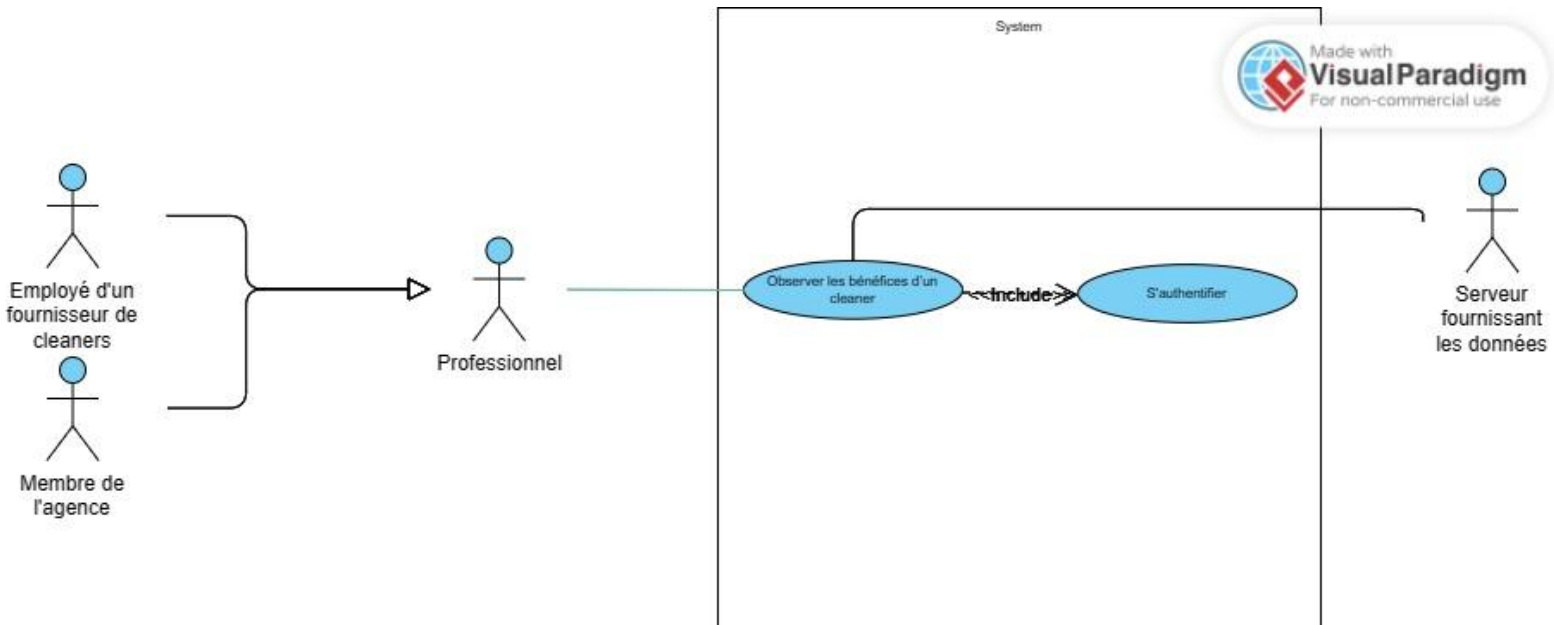 System
Made with
Visual Paradigm
For non-commercial use
Employé d'un
fournisseur de
cleaners
Membre de
l'agence
Professionnel
Observer les bénéfices d'un
cleaner
<<Include>>
S'authentifier
Serveur
fournissant
les données